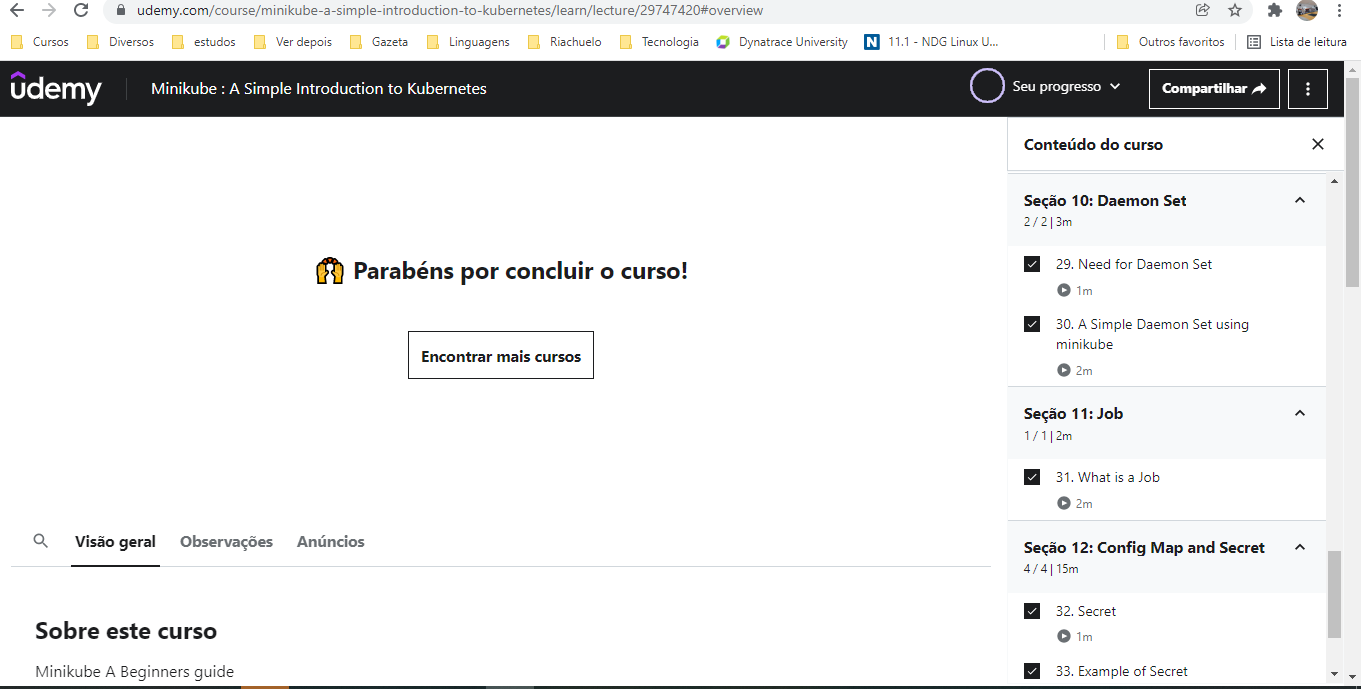 udemy.com/course/minikube-a-simple-introduction-to-kubernetes/learn/lecture/29747420#overview
Cursos Diversos estudos Ver depois Gazeta Linguagens Riachuelo Tecnologia Dynatrace University N 11.1 - NDG Linux U... Outros favoritos Lista de leitura
udemy Minikube : A Simple Introduction to Kubernetes Seu progresso Compartilhar
Parabéns por concluir o curso!
Encontrar mais cursos
Visão geral Observações Anúncios
Sobre este curso
Minikube A Beginners guide
Conteúdo do curso
Seção 10: Daemon Set
2 / 2 | 3m
29. Need for Daemon Set
1m
30. A Simple Daemon Set using
minikube
2m
Seção 11: Job
1 / 1 | 2m
31. What is a Job
2m
Seção 12: Config Map and Secret
4 / 4 | 15m
32. Secret
1m
33. Example of Secret